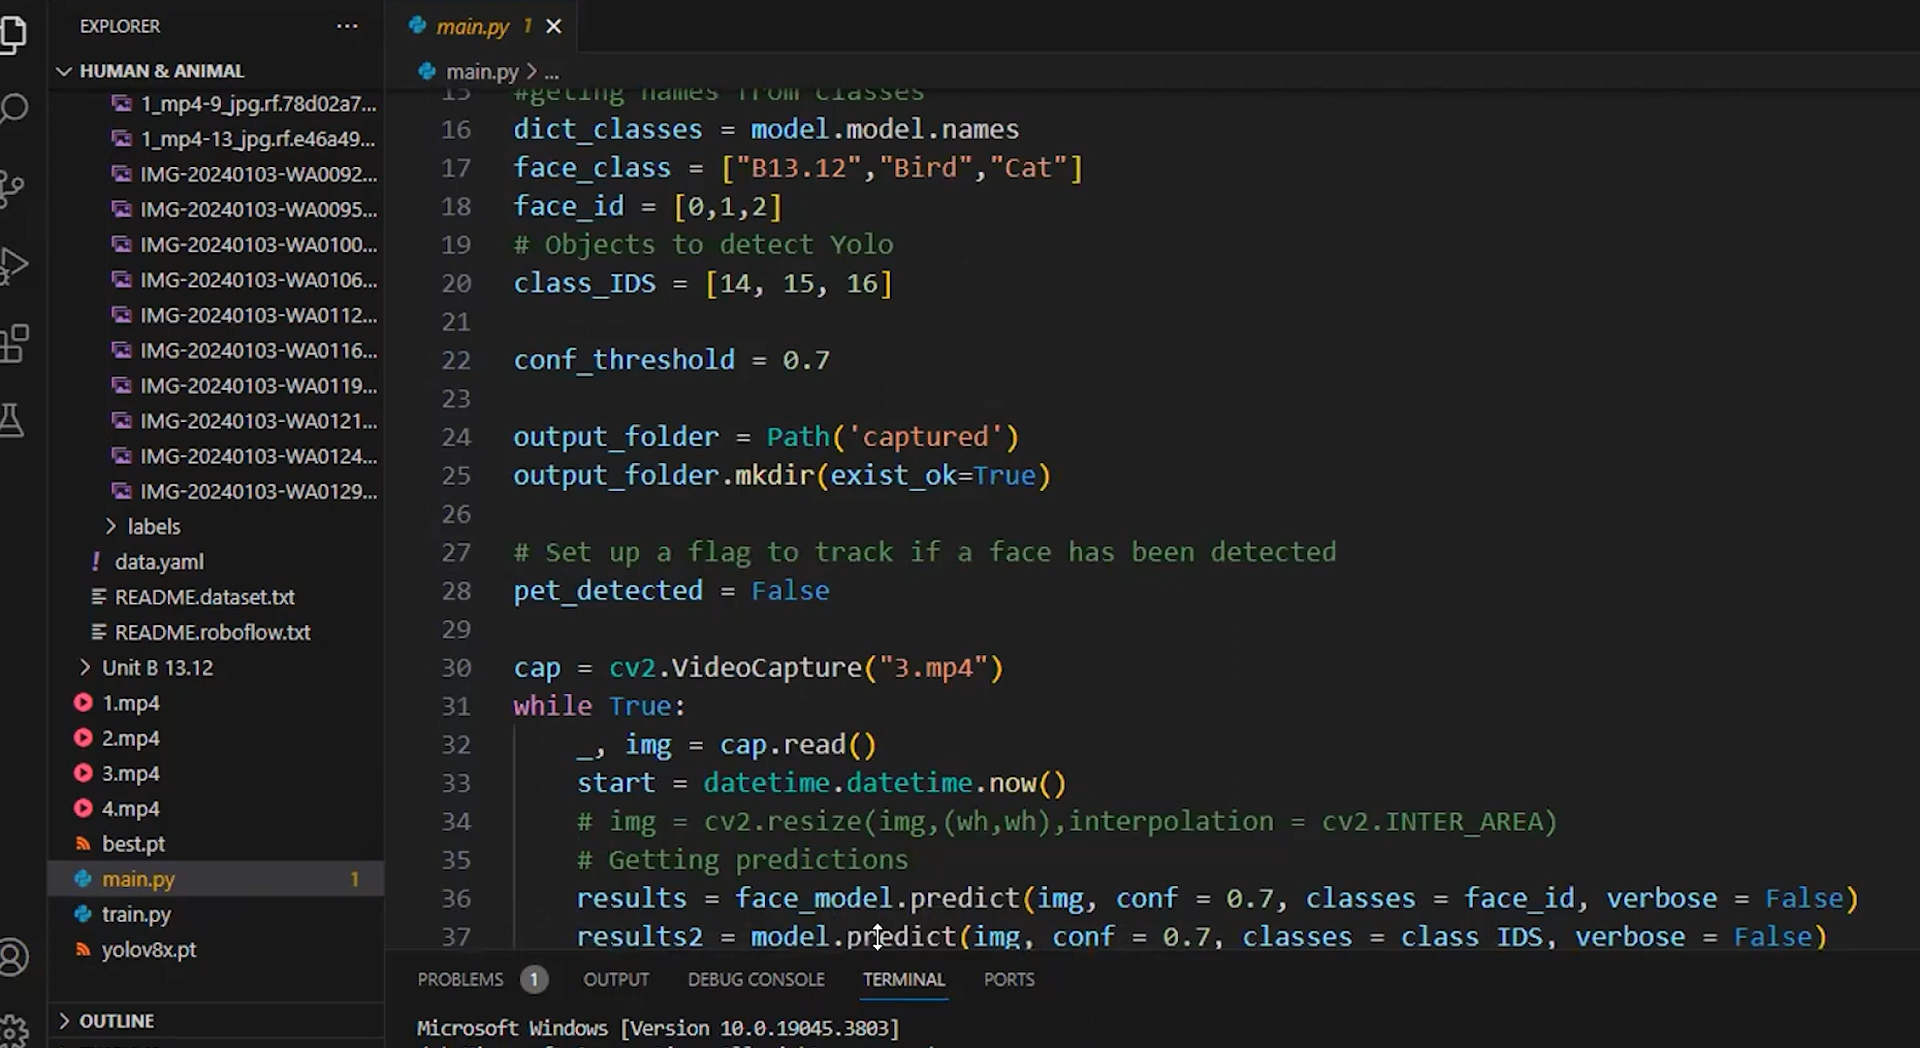 EXPLORER
HUMAN & ANIMAL
1_mp4-9_jpg.rf.78d02a7...
1_mp4-13_jpg.rf.e46a49...
IMG-20240103-WA0092...
IMG-20240103-WA0095...
IMG-20240103-WA0100...
IMG-20240103-WA0106...
IMG-20240103-WA0112...
IMG-20240103-WA0116...
IMG-20240103-WA0119...
IMG-20240103-WA0121...
IMG-20240103-WA0124...
IMG-20240103-WA0129...
labels
! data.yaml
README.dataset.txt
README.roboflow.txt
Unit B 13.12
1.mp4
2.mp4
3.mp4
4.mp4
best.pt
main.py 1
train.py
yolov8x.pt
OUTLINE
main.py 1
main.py > ...
15 #geting names from classes
16 dict_classes = model.model.names
17 face_class = ["B13.12","Bird","Cat"]
18 face_id = [0,1,2]
19 # Objects to detect Yolo
20 class_IDS = [14, 15, 16]
21
22 conf_threshold = 0.7
23
24 output_folder = Path('captured')
25 output_folder.mkdir(exist_ok=True)
26
27 # Set up a flag to track if a face has been detected
28 pet_detected = False
29
30 cap = cv2.VideoCapture("3.mp4")
31 while True:
32 _, img = cap.read()
33 start = datetime.datetime.now()
34 # img = cv2.resize(img,(wh,wh),interpolation = cv2.INTER_AREA)
35 # Getting predictions
36 results = face_model.predict(img, conf = 0.7, classes = face_id, verbose = False)
37 results2 = model.predict(img, conf = 0.7, classes = class_IDS, verbose = False)
PROBLEMS 1 OUTPUT DEBUG CONSOLE TERMINAL PORTS
Microsoft Windows [Version 10.0.19045.3803]